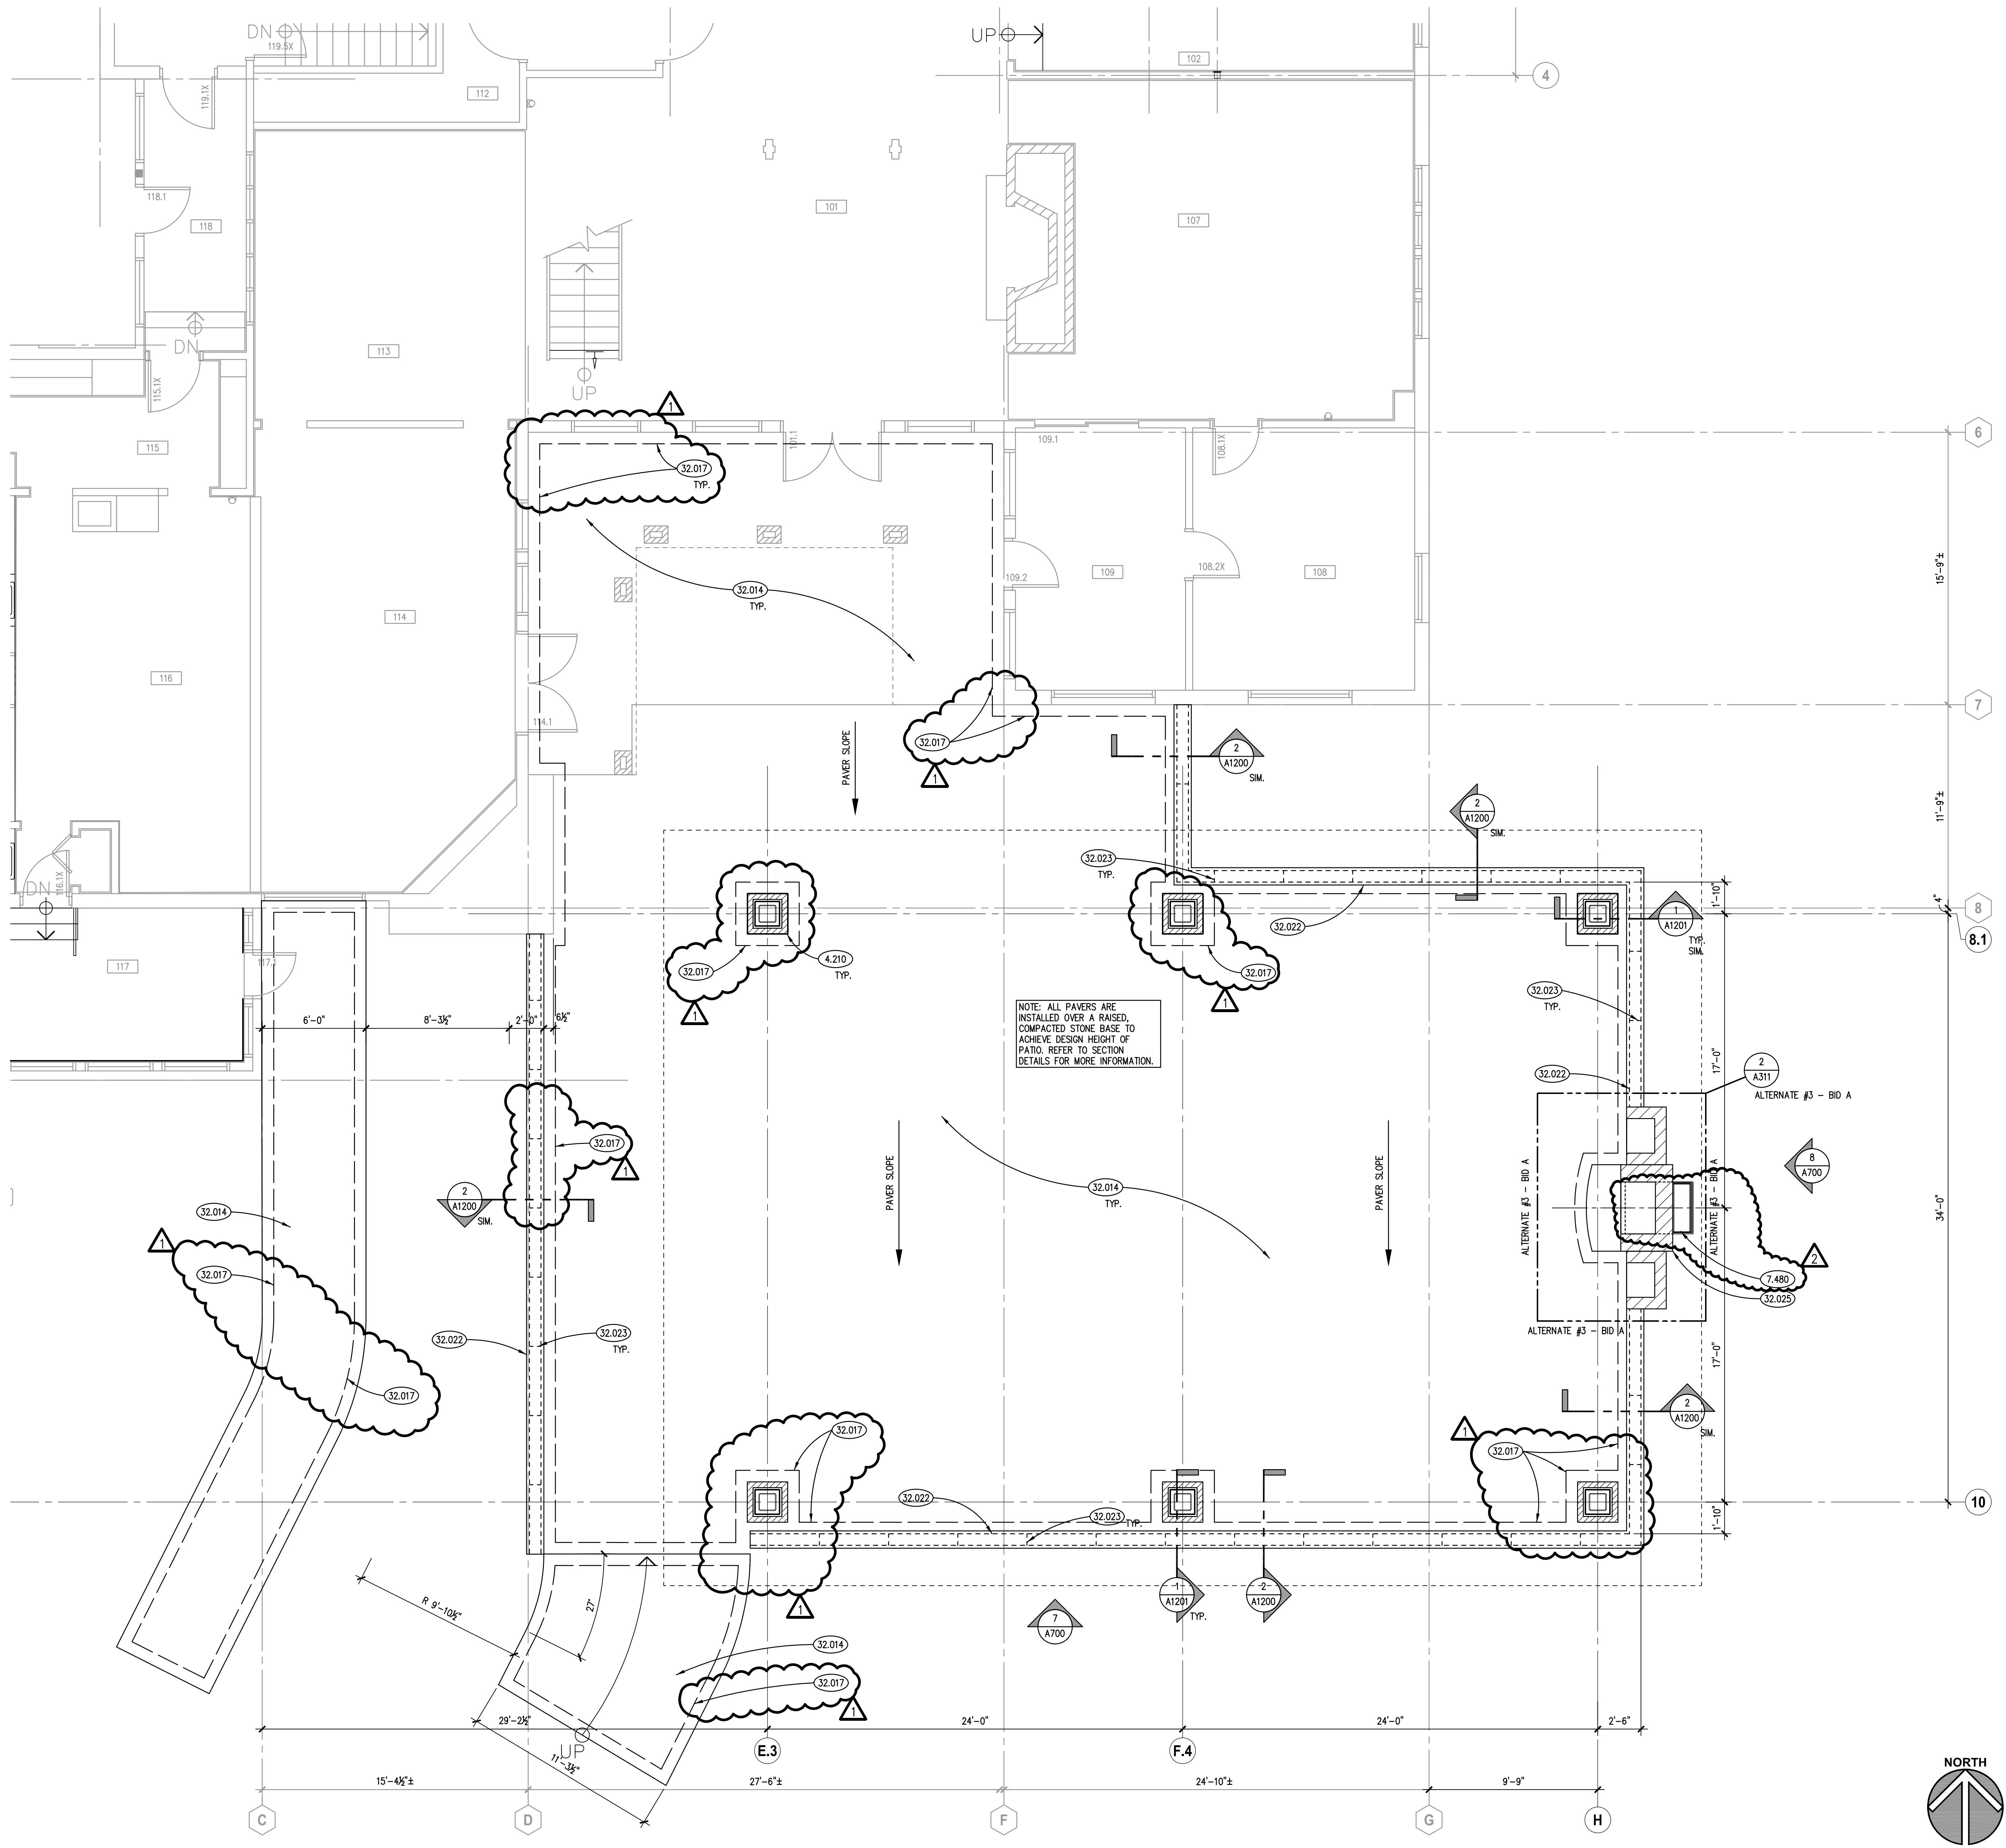 DN
119.5X
UP
102
4
119.1X
112
118.1
118
101
107
DN
113
115.1X
UP
1
101.1
109.1
108.1X
6
115
32.017
TYP.
15'-9"±
32.014
TYP.
109.2
109
108.2X
108
114
116
32.017
1
114.1
7
PAVER SLOPE
2
A1200
SIM.
2
A1200
SIM.
11'-9"±
32.023
TYP.
DN
116.1X
32.022
1'-10"
4"
8
1
A1201
TYP.
SIM.
8.1
117
117.
32.017
4.210
TYP.
32.017
1
1
32.023
TYP.
NOTE: ALL PAVERS ARE
INSTALLED OVER A RAISED,
COMPACTED STONE BASE TO
ACHIEVE DESIGN HEIGHT OF
PATIO. REFER TO SECTION
DETAILS FOR MORE INFORMATION.
6'-0"
8'-3½"
2'-0"
6½"
17'-0"
32.022
2
A311
ALTERNATE #3 - BID A
32.017
1
PAVER SLOPE
32.014
TYP.
PAVER SLOPE
ALTERNATE #3 - BID A
ALTERNATE #3 - BID A
8
A700
34'-0"
2
A1200
SIM.
32.014
1
32.017
2
7.480
32.025
ALTERNATE #3 - BID A
32.022
32.023
TYP.
17'-0"
32.017
2
A1200
SIM.
32.017
1
32.017
32.022
32.023
TYP.
1'-10"
10
R 9'-10½"
27°
1
A1201
TYP.
2
A1200
1
7
A700
32.014
32.017
1
29'-2½"
24'-0"
24'-0"
2'-6"
UP
11'-3½"
E.3
F.4
15'-4½"±
27'-6"±
24'-10"±
9'-9"
C
D
F
G
H
NORTH